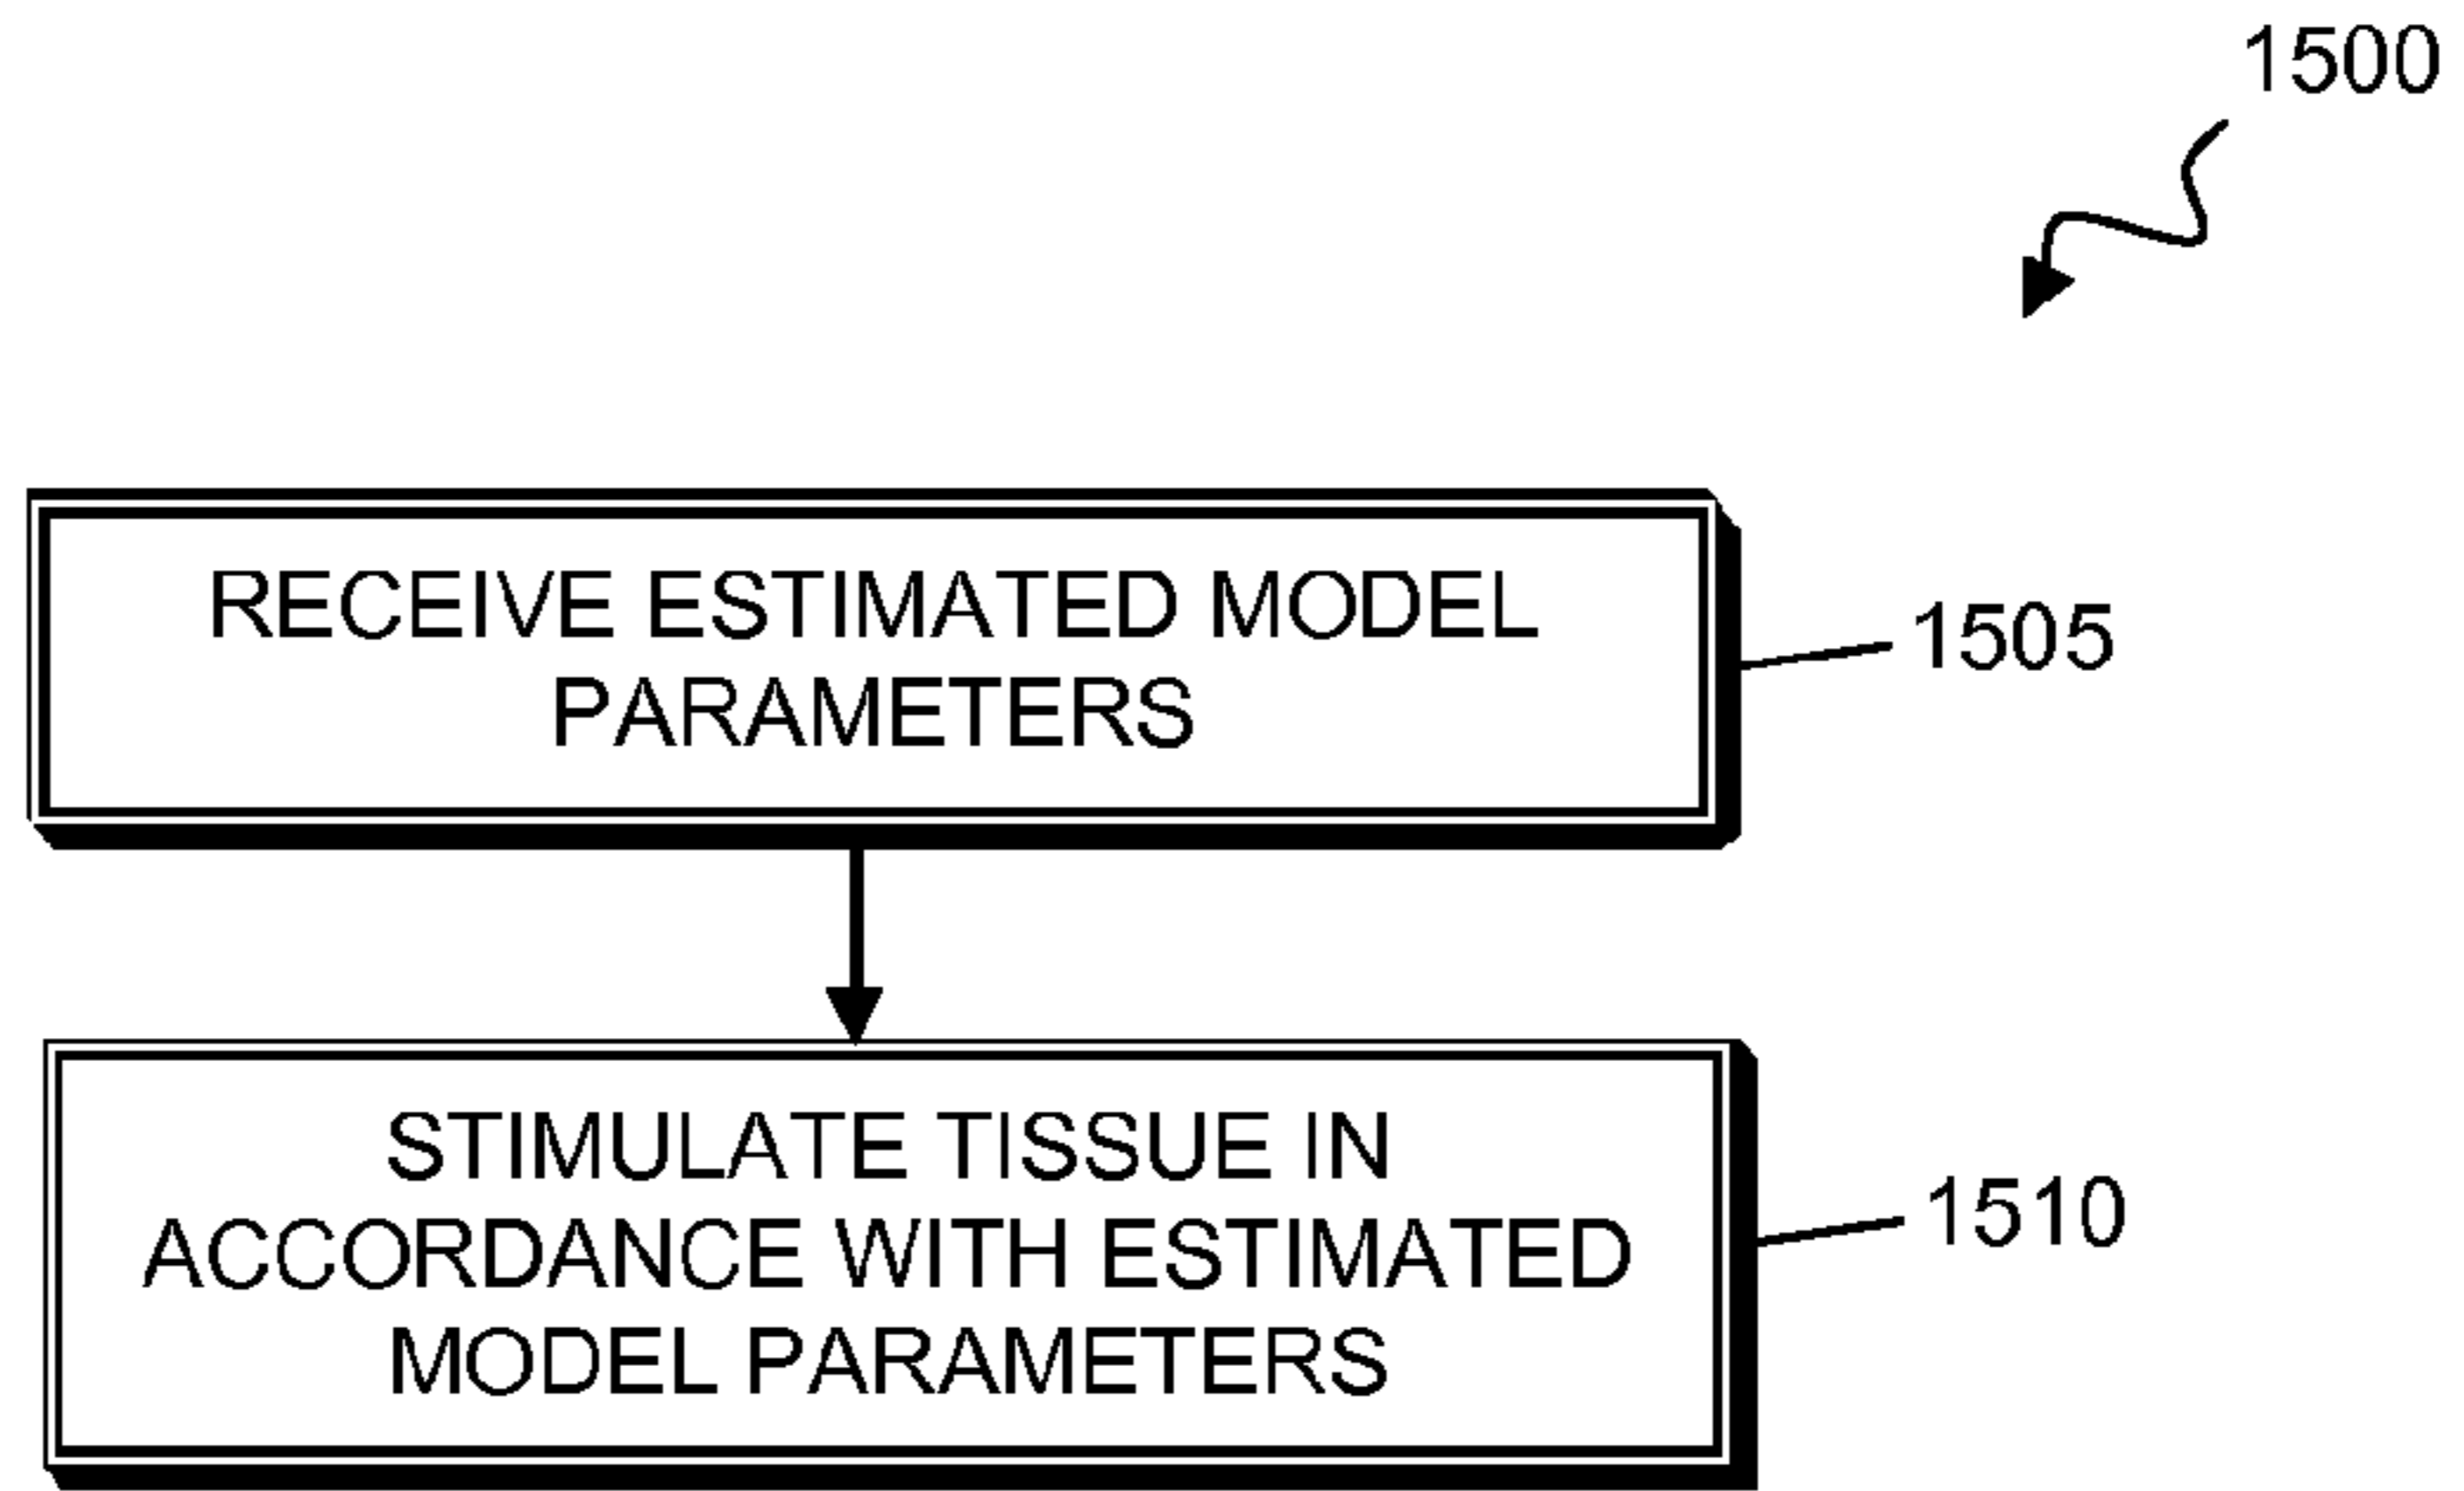 1500
RECEIVE ESTIMATED MODEL
PARAMETERS
1505
STIMULATE TISSUE IN
ACCORDANCE WITH ESTIMATED
MODEL PARAMETERS
1510